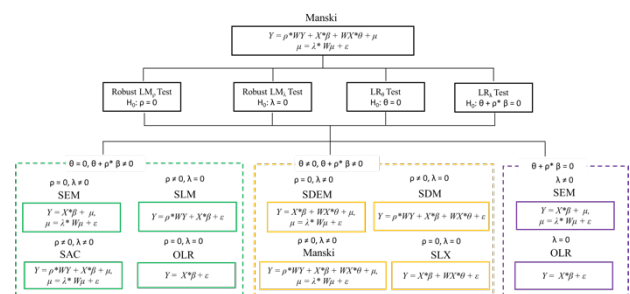 Manski
Y = ρ*WY + X*β + WX*θ + μ
μ = λ* Wμ + ε
Robust LMρ Test
H₀: ρ = 0
Robust LMλ Test
H₀: λ = 0
LRθ Test
H₀: θ = 0
LRλ Test
H₀: θ + ρ* β = 0
θ = 0, θ + ρ* β ≠ 0
ρ = 0, λ ≠ 0
SEM
Y = X*β + μ,
μ = λ* Wμ + ε
ρ ≠ 0, λ = 0
SLM
Y = ρ*WY + X*β + ε
ρ ≠ 0, λ ≠ 0
SAC
Y = ρ*WY + X*β + μ,
μ = λ* Wμ + ε
ρ = 0, λ = 0
OLR
Y = X*β + ε
θ ≠ 0, θ + ρ* β ≠ 0
ρ = 0, λ ≠ 0
SDEM
Y = X*β + WX*θ + μ,
μ = λ* Wμ + ε
ρ ≠ 0, λ = 0
SDM
Y = ρ*WY + X*β + WX*θ + ε
ρ ≠ 0, λ ≠ 0
Manski
Y = ρ*WY + X*β + WX*θ + μ,
μ = λ* Wμ + ε
ρ = 0, λ = 0
SLX
Y = X*β + WX*θ + ε
θ + ρ* β = 0
λ ≠ 0
SEM
Y = X*β + μ,
μ = λ* Wμ + ε
λ = 0
OLR
Y = X*β + ε